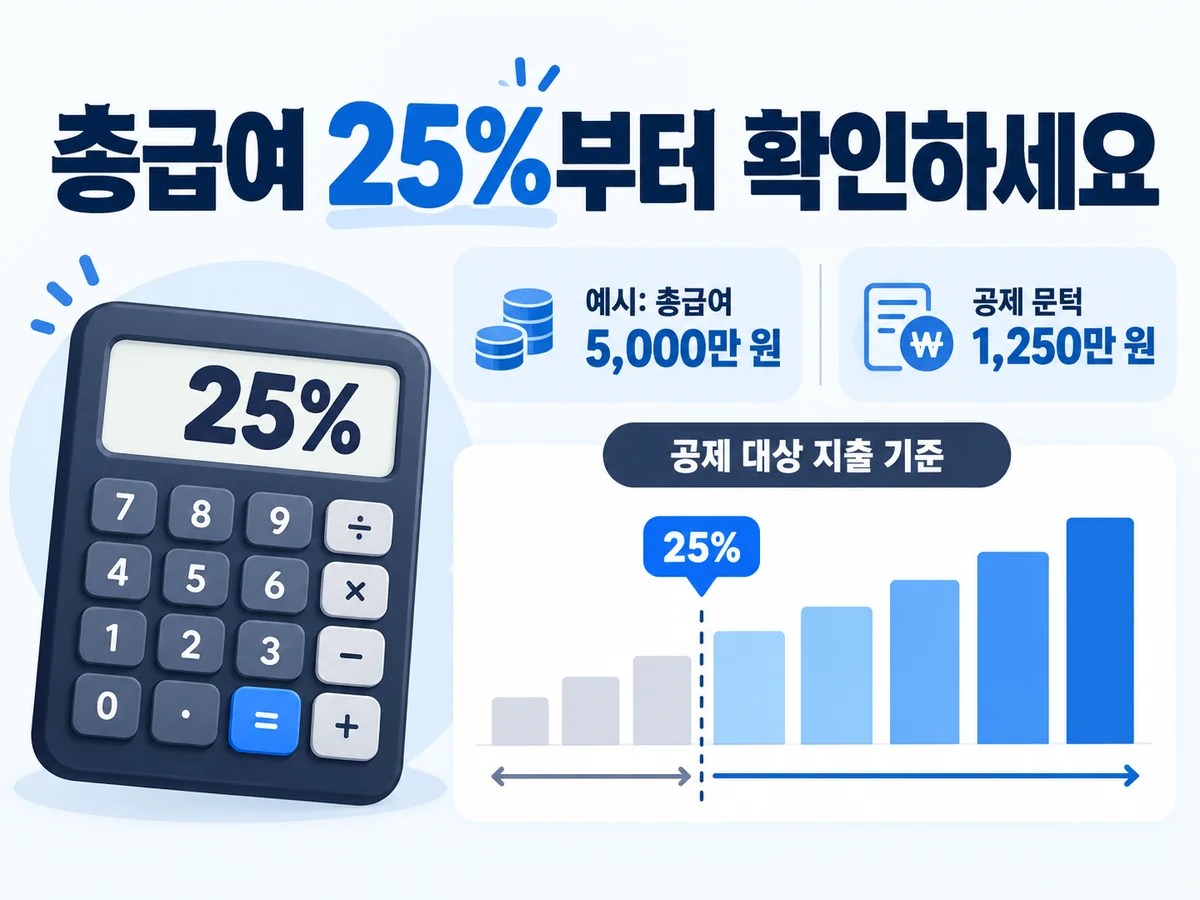 총급여 25%부터 확인하세요
예시: 총급여
5,000만 원
공제 문턱
1,250만 원
₩
25%
7 8 9 ÷
4 5 6 ×
1 2 3 −
0 . = +
공제 대상 지출 기준
25%